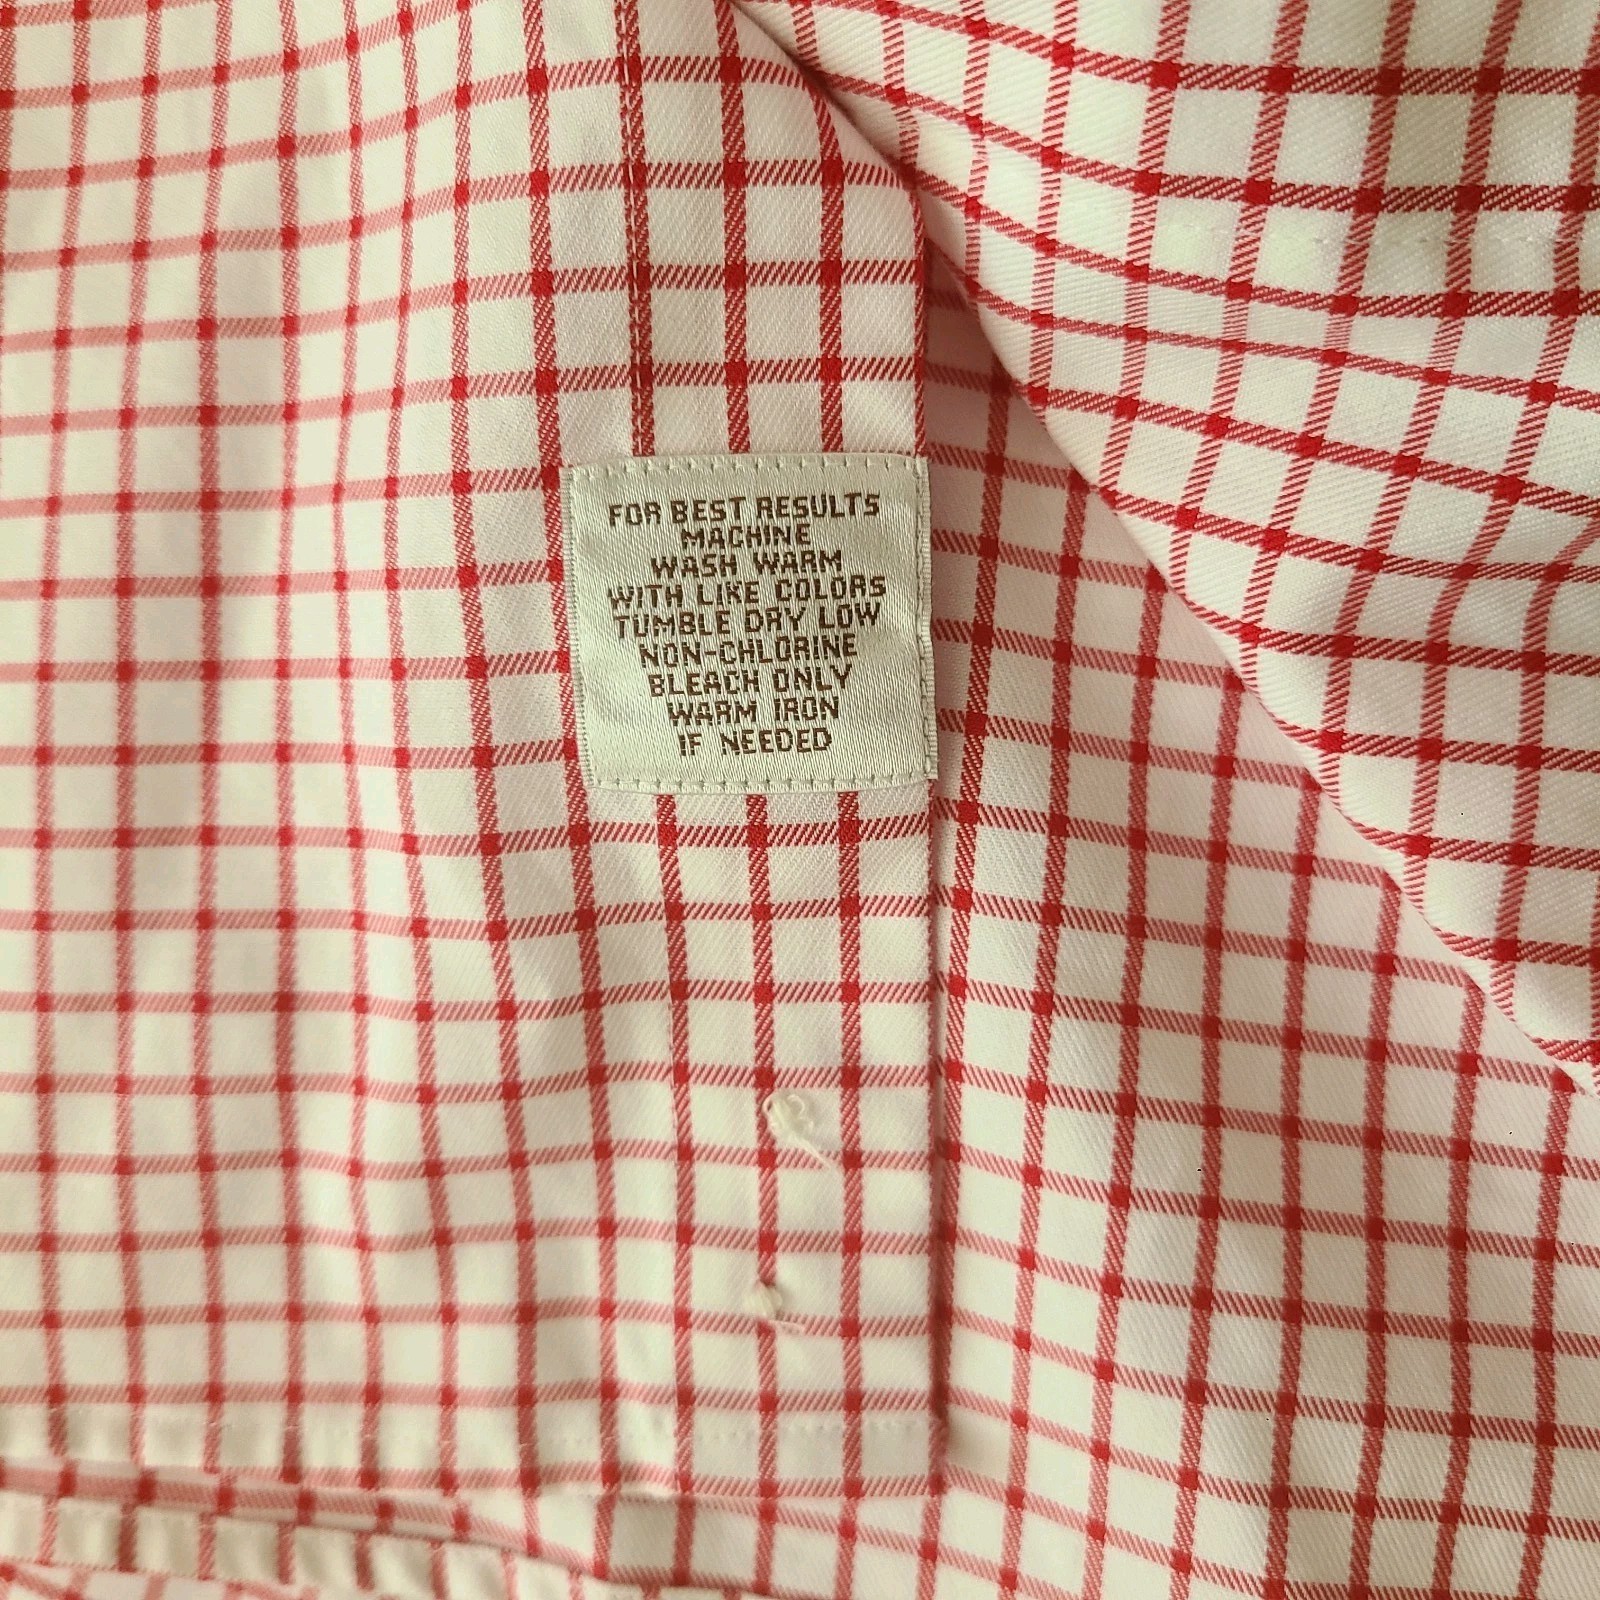 FOR BEST RESULTS
MACHINE
WASH WARM
WITH LIKE COLORS
TUMBLE DRY LOW
NON-CHLORINE
BLEACH ONLY
WARM IRON
IF NEEDED